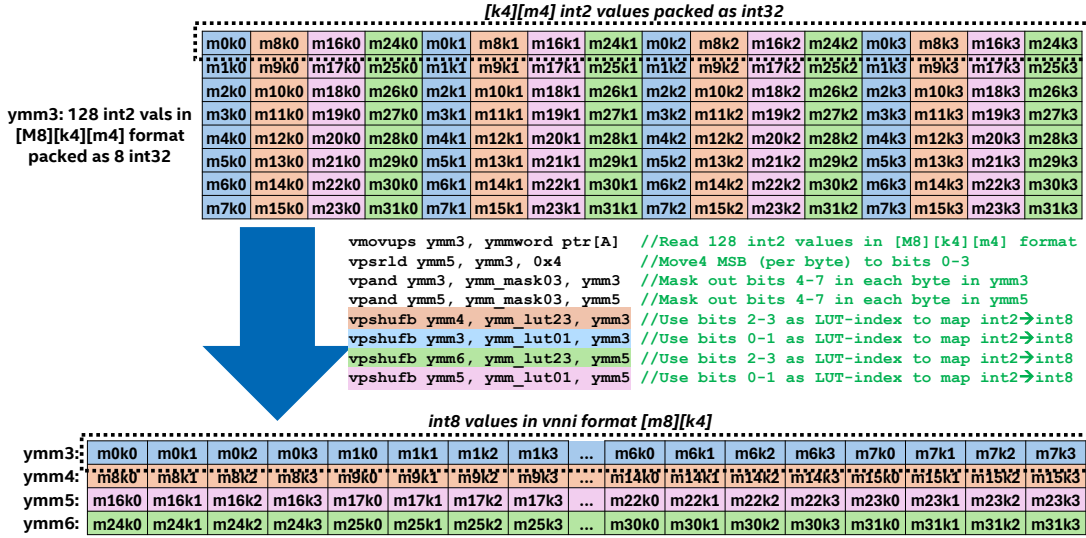 [k4][m4] int2 values packed as int32
m0k0 m8k0 m16k0 m24k0 m0k1 m8k1 m16k1 m24k1 m0k2 m8k2 m16k2 m24k2 m0k3 m8k3 m16k3 m24k3
m1k0 m9k0 m17k0 m25k0 m1k1 m9k1 m17k1 m25k1 m1k2 m9k2 m17k2 m25k2 m1k3 m9k3 m17k3 m25k3
m2k0 m10k0 m18k0 m26k0 m2k1 m10k1 m18k1 m26k1 m2k2 m10k2 m18k2 m26k2 m2k3 m10k3 m18k3 m26k3
m3k0 m11k0 m19k0 m27k0 m3k1 m11k1 m19k1 m27k1 m3k2 m11k2 m19k2 m27k2 m3k3 m11k3 m19k3 m27k3
m4k0 m12k0 m20k0 m28k0 m4k1 m12k1 m20k1 m28k1 m4k2 m12k2 m20k2 m28k2 m4k3 m12k3 m20k3 m28k3
m5k0 m13k0 m21k0 m29k0 m5k1 m13k1 m21k1 m29k1 m5k2 m13k2 m21k2 m29k2 m5k3 m13k3 m21k3 m29k3
m6k0 m14k0 m22k0 m30k0 m6k1 m14k1 m22k1 m30k1 m6k2 m14k2 m22k2 m30k2 m6k3 m14k3 m22k3 m30k3
m7k0 m15k0 m23k0 m31k0 m7k1 m15k1 m23k1 m31k1 m7k2 m15k2 m23k2 m31k2 m7k3 m15k3 m23k3 m31k3
ymm3: 128 int2 vals in
[M8][k4][m4] format
packed as 8 int32
vmovups ymm3, ymmword ptr[A] //Read 128 int2 values in [M8][k4][m4] format
vpsrld ymm5, ymm3, 0x4 //Move4 MSB (per byte) to bits 0-3
vpand ymm3, ymm_mask03, ymm3 //Mask out bits 4-7 in each byte in ymm3
vpand ymm5, ymm_mask03, ymm5 //Mask out bits 4-7 in each byte in ymm5
vpshufb ymm4, ymm_lut23, ymm3 //Use bits 2-3 as LUT-index to map int2→int8
vpshufb ymm3, ymm_lut01, ymm3 //Use bits 0-1 as LUT-index to map int2→int8
vpshufb ymm6, ymm_lut23, ymm5 //Use bits 2-3 as LUT-index to map int2→int8
vpshufb ymm5, ymm_lut01, ymm5 //Use bits 0-1 as LUT-index to map int2→int8
int8 values in vnni format [m8][k4]
ymm3: m0k0 m0k1 m0k2 m0k3 m1k0 m1k1 m1k2 m1k3 ... m6k0 m6k1 m6k2 m6k3 m7k0 m7k1 m7k2 m7k3
ymm4: m8k0 m8k1 m8k2 m8k3 m9k0 m9k1 m9k2 m9k3 ... m14k0 m14k1 m14k2 m14k3 m15k0 m15k1 m15k2 m15k3
ymm5: m16k0 m16k1 m16k2 m16k3 m17k0 m17k1 m17k2 m17k3 ... m22k0 m22k1 m22k2 m22k3 m23k0 m23k1 m23k2 m23k3
ymm6: m24k0 m24k1 m24k2 m24k3 m25k0 m25k1 m25k2 m25k3 ... m30k0 m30k1 m30k2 m30k3 m31k0 m31k1 m31k2 m31k3